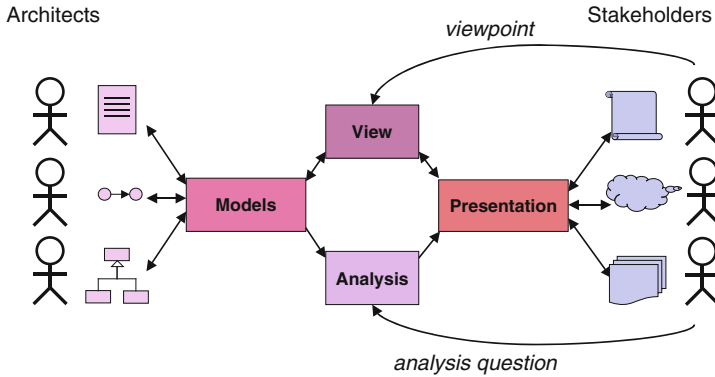 Architects
Stakeholders
viewpoint
View
Models
Presentation
Analysis
analysis question